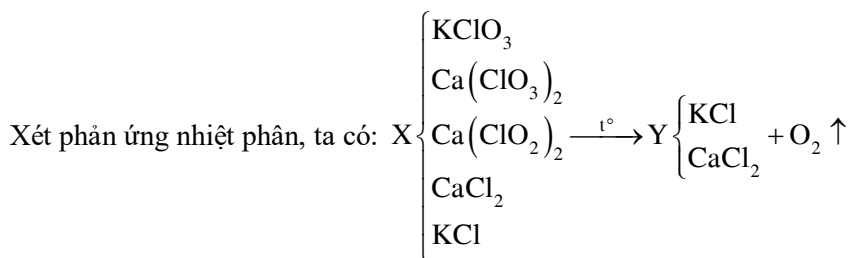 KClO₃
Ca(ClO₃)₂
Xét phản ứng nhiệt phân, ta có: X { Ca(ClO₂)₂ —t°→ Y { KCl CaCl₂ + O₂ ↑
CaCl₂
KCl